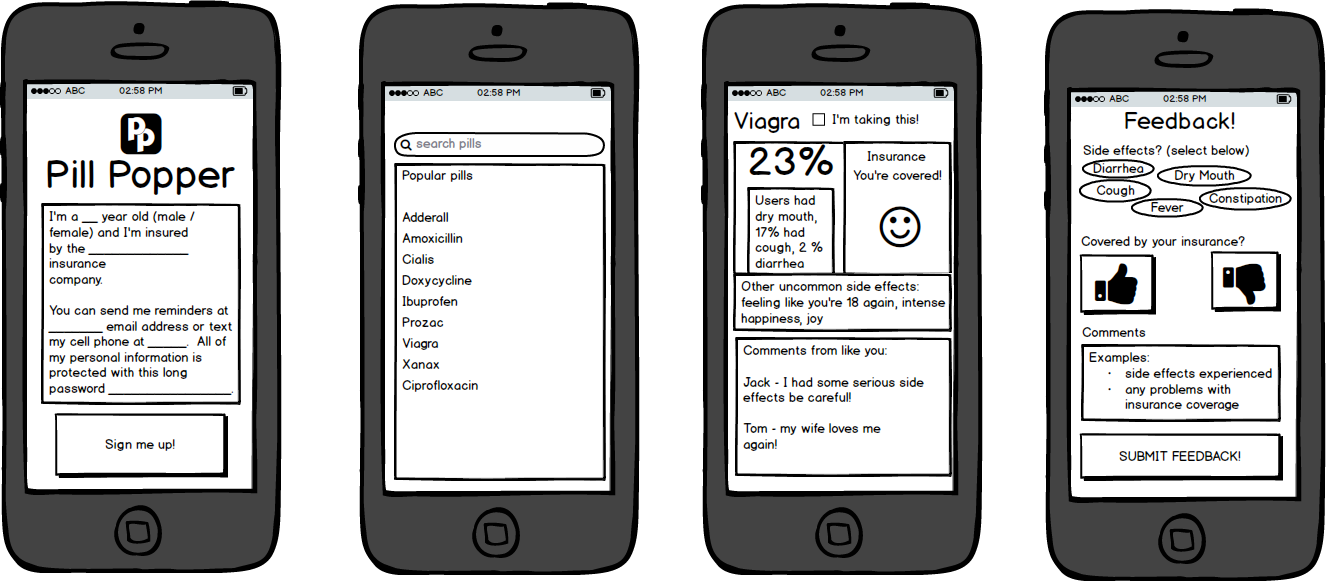 ABC 02:58 PM
Pp
Pill Popper
I'm a __ year old (male /
female) and I'm insured
by the ______________
insurance
company.
You can send me reminders at
_______ email address or text
my cell phone at _____. All of
my personal information is
protected with this long
password _________________.
Sign me up!
ABC 02:58 PM
search pills
Popular pills
Adderall
Amoxicillin
Cialis
Doxycycline
Ibuprofen
Prozac
Viagra
Xanax
Ciprofloxacin
ABC 02:58 PM
Viagra I'm taking this!
23%
Users had
dry mouth,
17% had
cough, 2 %
diarrhea
Insurance
You're covered!
Other uncommon side effects:
feeling like you're 18 again, intense
happiness, joy
Comments from like you:
Jack - I had some serious side
effects be careful!
Tom - my wife loves me
again!
ABC 02:58 PM
Feedback!
Side effects? (select below)
Diarrhea
Dry Mouth
Cough
Constipation
Fever
Covered by your insurance?
Comments
Examples:
· side effects experienced
· any problems with
insurance coverage
SUBMIT FEEDBACK!